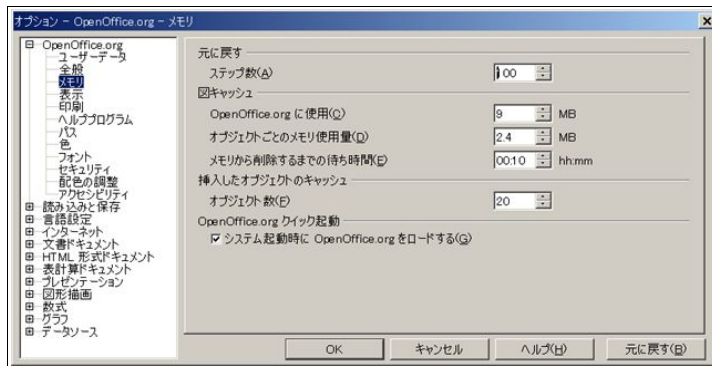 オプション - OpenOffice.org - メモリ
OpenOffice.org
ユーザーデータ
全般
メモリ
表示
印刷
ヘルププログラム
パス
色
フォント
セキュリティ
配色の調整
アクセシビリティ
読み込みと保存
言語設定
インターネット
文書ドキュメント
HTML 形式ドキュメント
表計算ドキュメント
プレゼンテーション
図形描画
数式
グラフ
データソース
元に戻す
ステップ数(A) 100
図キャッシュ
OpenOffice.org に使用(C) 9 MB
オブジェクトごとのメモリ使用量(D) 2.4 MB
メモリから削除するまでの待ち時間(E) 00:10 hh:mm
挿入したオブジェクトのキャッシュ
オブジェクト数(F) 20
OpenOffice.org クイック起動
システム起動時に OpenOffice.org をロードする(G)
OK キャンセル ヘルプ(H) 元に戻す(B)